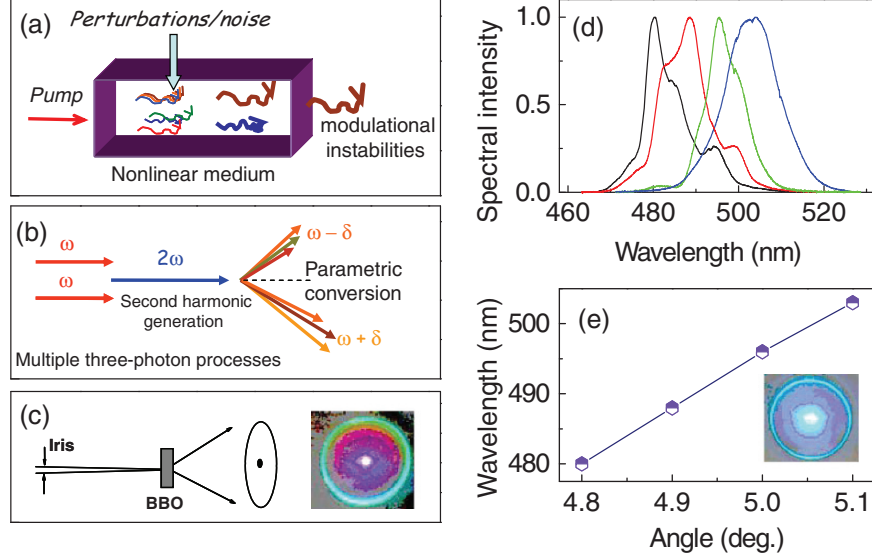 (a)
Perturbations/noise
Pump
modulational
instabilities
Nonlinear medium
(b)
ω
ω
2ω
Second harmonic
generation
ω – δ
Parametric
conversion
ω + δ
Multiple three-photon processes
(c)
Iris
BBO
(d)
Spectral intensity
1.0
0.5
0.0
460 480 500 520
Wavelength (nm)
(e)
Wavelength (nm)
500
490
480
4.8 4.9 5.0 5.1
Angle (deg.)